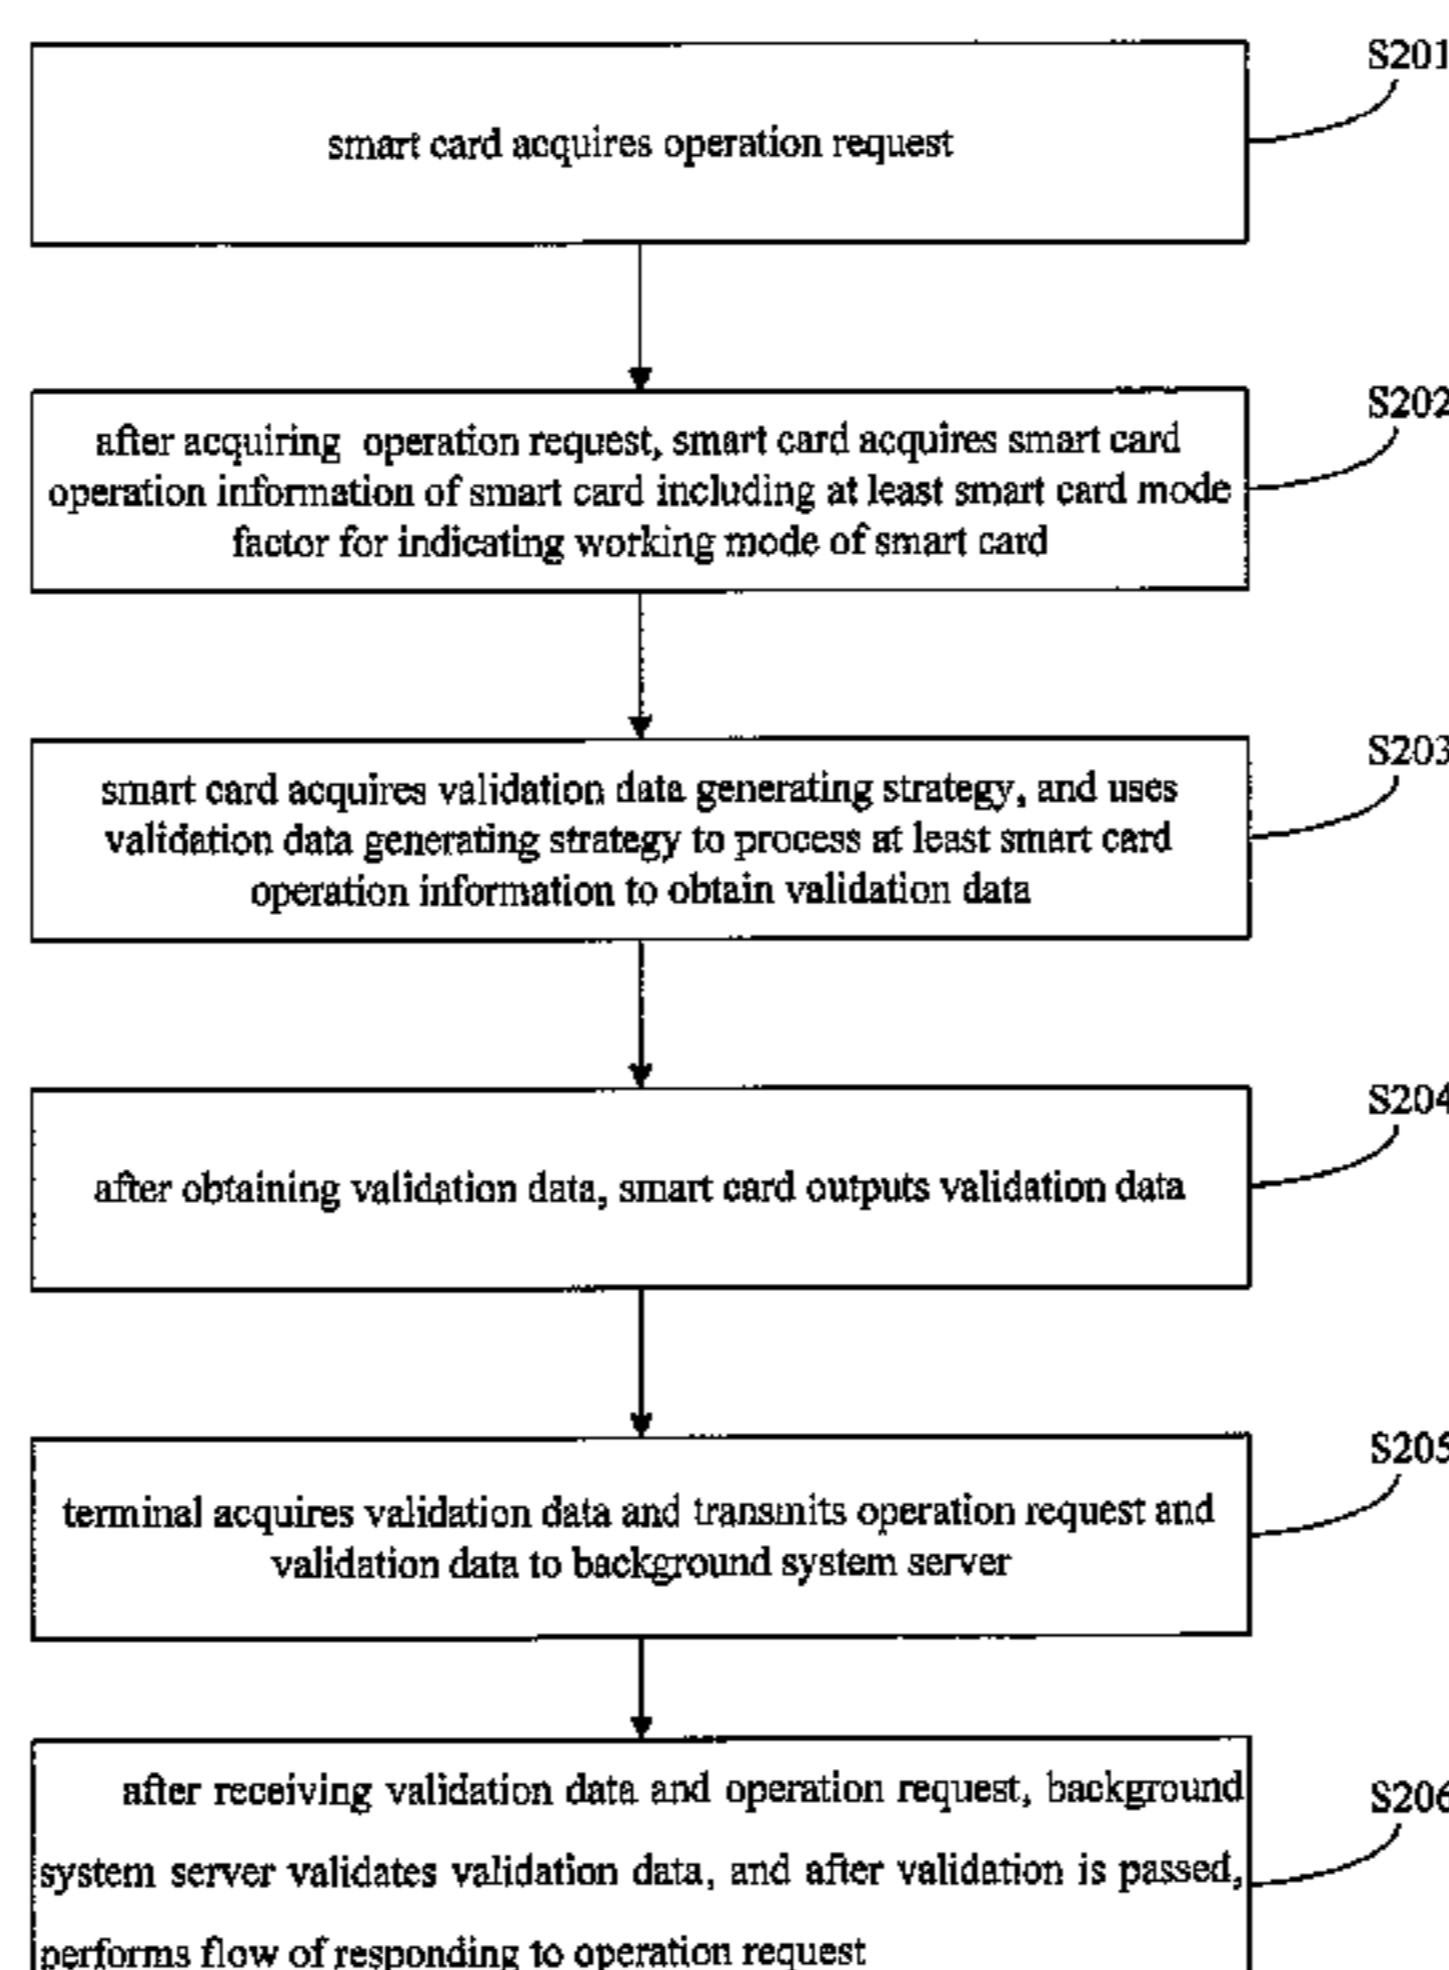 S201
smart card acquires operation request
S202
after acquiring operation request, smart card acquires smart card
operation information of smart card including at least smart card mode
factor for indicating working mode of smart card
S203
smart card acquires validation data generating strategy, and uses
validation data generating strategy to process at least smart card
operation information to obtain validation data
S204
after obtaining validation data, smart card outputs validation data
S205
terminal acquires validation data and transmits operation request and
validation data to background system server
S206
after receiving validation data and operation request, background
system server validates validation data, and after validation is passed,
performs flow of responding to operation request